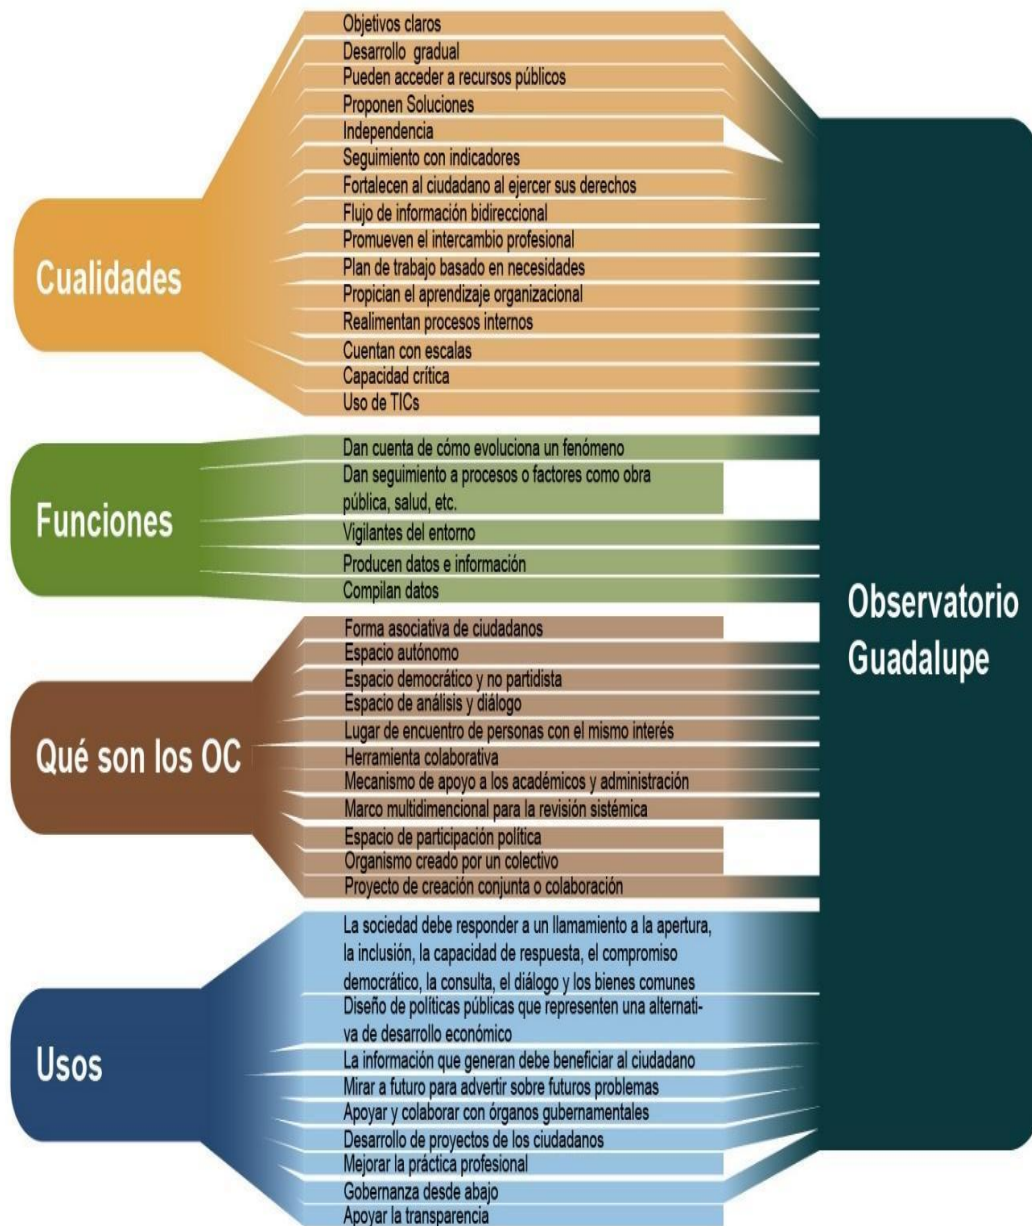 Cualidades
Objetivos claros
Desarrollo gradual
Pueden acceder a recursos públicos
Proponen Soluciones
Independencia
Seguimiento con indicadores
Fortalecen al ciudadano al ejercer sus derechos
Flujo de información bidireccional
Promueven el intercambio profesional
Plan de trabajo basado en necesidades
Propician el aprendizaje organizacional
Realimentan procesos internos
Cuentan con escalas
Capacidad crítica
Uso de TICs
Funciones
Dan cuenta de cómo evoluciona un fenómeno
Dan seguimiento a procesos o factores como obra
pública, salud, etc.
Vigilantes del entorno
Producen datos e información
Compilan datos
Qué son los OC
Forma asociativa de ciudadanos
Espacio autónomo
Espacio democrático y no partidista
Espacio de análisis y diálogo
Lugar de encuentro de personas con el mismo interés
Herramienta colaborativa
Mecanismo de apoyo a los académicos y administración
Marco multidimencional para la revisión sistémica
Espacio de participación política
Organismo creado por un colectivo
Proyecto de creación conjunta o colaboración
Usos
La sociedad debe responder a un llamamiento a la apertura,
la inclusión, la capacidad de respuesta, el compromiso
democrático, la consulta, el diálogo y los bienes comunes
Diseño de políticas públicas que representen una alternati-
va de desarrollo económico
La información que generan debe beneficiar al ciudadano
Mirar a futuro para advertir sobre futuros problemas
Apoyar y colaborar con órganos gubernamentales
Desarrollo de proyectos de los ciudadanos
Mejorar la práctica profesional
Gobernanza desde abajo
Apoyar la transparencia
Observatorio
Guadalupe